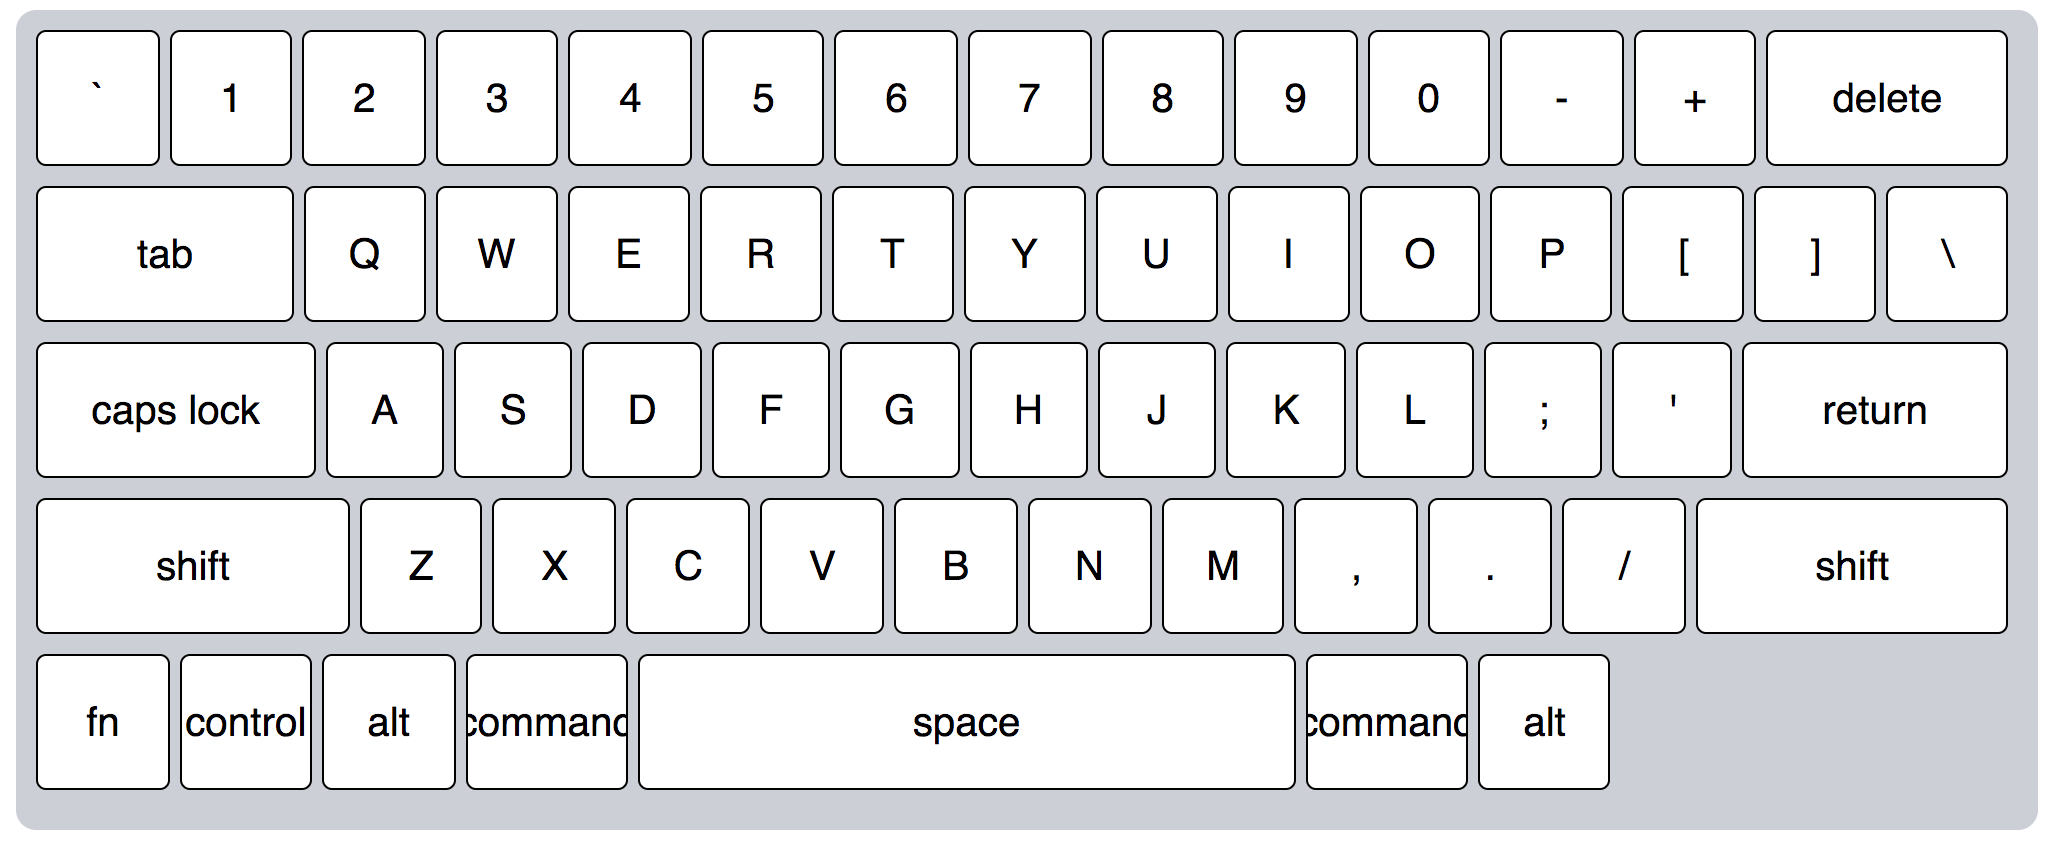 ` 1 2 3 4 5 6 7 8 9 0 - + delete
tab Q W E R T Y U I O P [ ] \
caps lock A S D F G H J K L ; ' return
shift Z X C V B N M , . / shift
fn control alt command space command alt